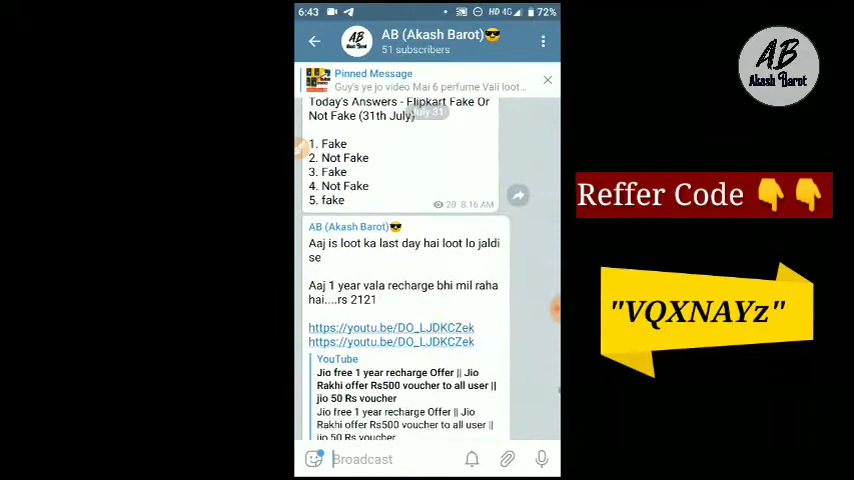 6:43
HD 4G 72%
AB
AB (Akash Barot)😎
51 subscribers
Pinned Message
Guy's ye jo video Mai 6 perfume Vali loot...
Today's Answers - Flipkart Fake Or
Not Fake (31th July)
July 31
1. Fake
2. Not Fake
3. Fake
4. Not Fake
5. fake
20 8.16 AM
AB (Akash Barot)😎
Aaj is loot ka last day hai loot lo jaldi
se
Aaj 1 year vala recharge bhi mil raha
hai....rs 2121
https://youtu.be/DO_LJDKCZek
https://youtu.be/DO_LJDKCZek
YouTube
Jio free 1 year recharge Offer || Jio
Rakhi offer Rs500 voucher to all user ||
jio 50 Rs voucher
Jio free 1 year recharge Offer || Jio
Rakhi offer Rs500 voucher to all user ||
jio 50 Rs voucher
Broadcast
AB
Akash Barot
Reffer Code 👇👇
"VQXNAYz"